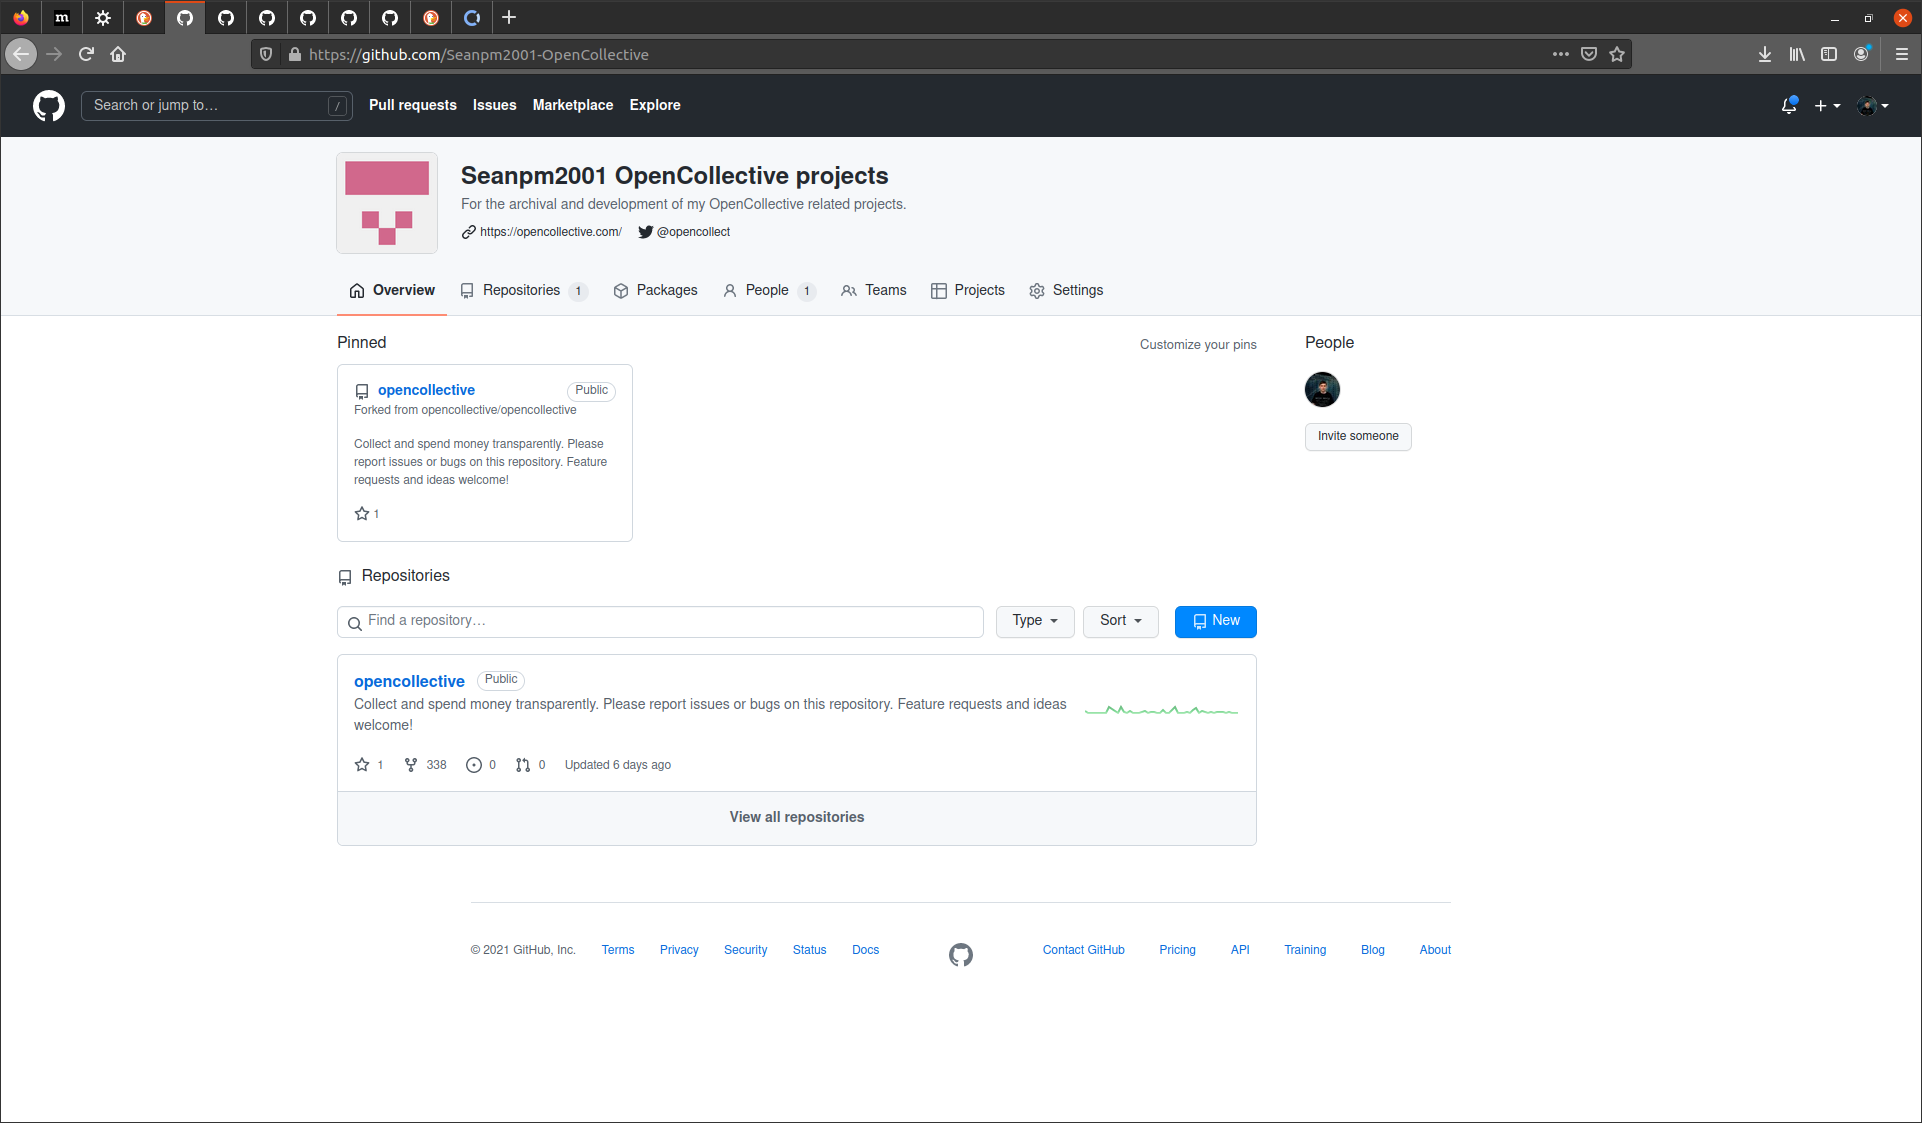 m
https://github.com/Seanpm2001-OpenCollective
Search or jump to…
/
Pull requests
Issues
Marketplace
Explore
Seanpm2001 OpenCollective projects
For the archival and development of my OpenCollective related projects.
https://opencollective.com/
@opencollect
Overview
Repositories 1
Packages
People 1
Teams
Projects
Settings
Pinned
Customize your pins
opencollective
Public
Forked from opencollective/opencollective
Collect and spend money transparently. Please
report issues or bugs on this repository. Feature
requests and ideas welcome!
1
People
Invite someone
Repositories
Find a repository…
Type
Sort
New
opencollective
Public
Collect and spend money transparently. Please report issues or bugs on this repository. Feature requests and ideas
welcome!
1
338
0
0
Updated 6 days ago
View all repositories
© 2021 GitHub, Inc.
Terms
Privacy
Security
Status
Docs
Contact GitHub
Pricing
API
Training
Blog
About